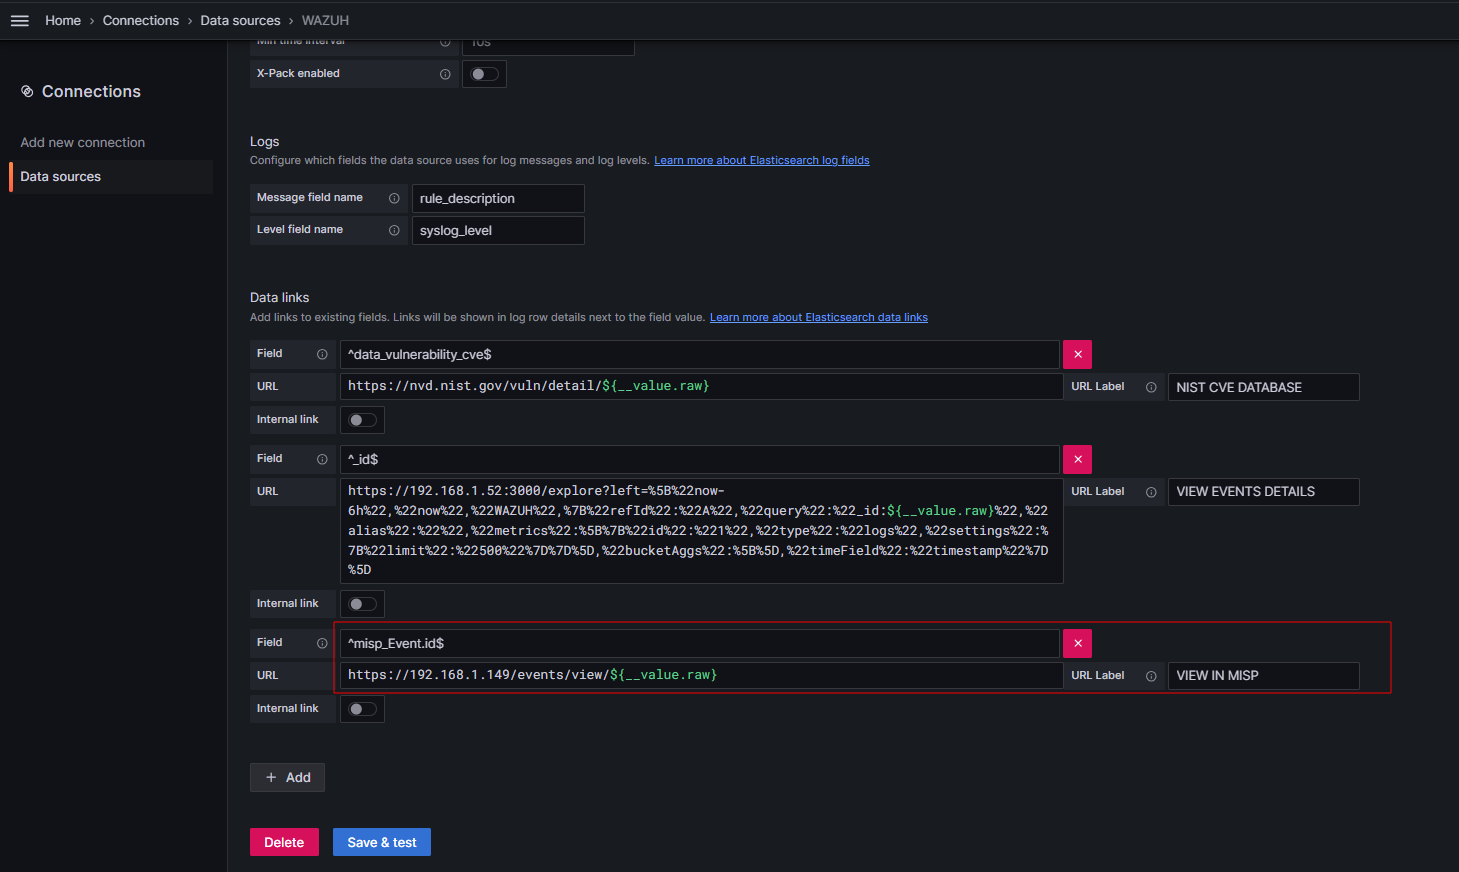 Home › Connections › Data sources › WAZUH
Connections
Add new connection
Data sources
Min time interval
10s
X-Pack enabled
Logs
Configure which fields the data source uses for log messages and log levels. Learn more about Elasticsearch log fields
Message field name
rule_description
Level field name
syslog_level
Data links
Add links to existing fields. Links will be shown in log row details next to the field value. Learn more about Elasticsearch data links
Field
^data_vulnerability_cve$
URL
https://nvd.nist.gov/vuln/detail/${__value.raw}
URL Label
NIST CVE DATABASE
Internal link
Field
^_id$
URL
https://192.168.1.52:3000/explore?left=%5B%22now-
6h%22,%22now%22,%22WAZUH%22,%7B%22refId%22:%22A%22,%22query%22:%22_id:${__value.raw}%22,%22
alias%22:%22%22,%22metrics%22:%5B%7B%22id%22:%221%22,%22type%22:%22logs%22,%22settings%22:%
7B%22limit%22:%22500%22%7D%7D%5D,%22bucketAggs%22:%5B%5D,%22timeField%22:%22timestamp%22%7D
%5D
URL Label
VIEW EVENTS DETAILS
Internal link
Field
^misp_Event.id$
URL
https://192.168.1.149/events/view/${__value.raw}
URL Label
VIEW IN MISP
Internal link
+ Add
Delete
Save & test